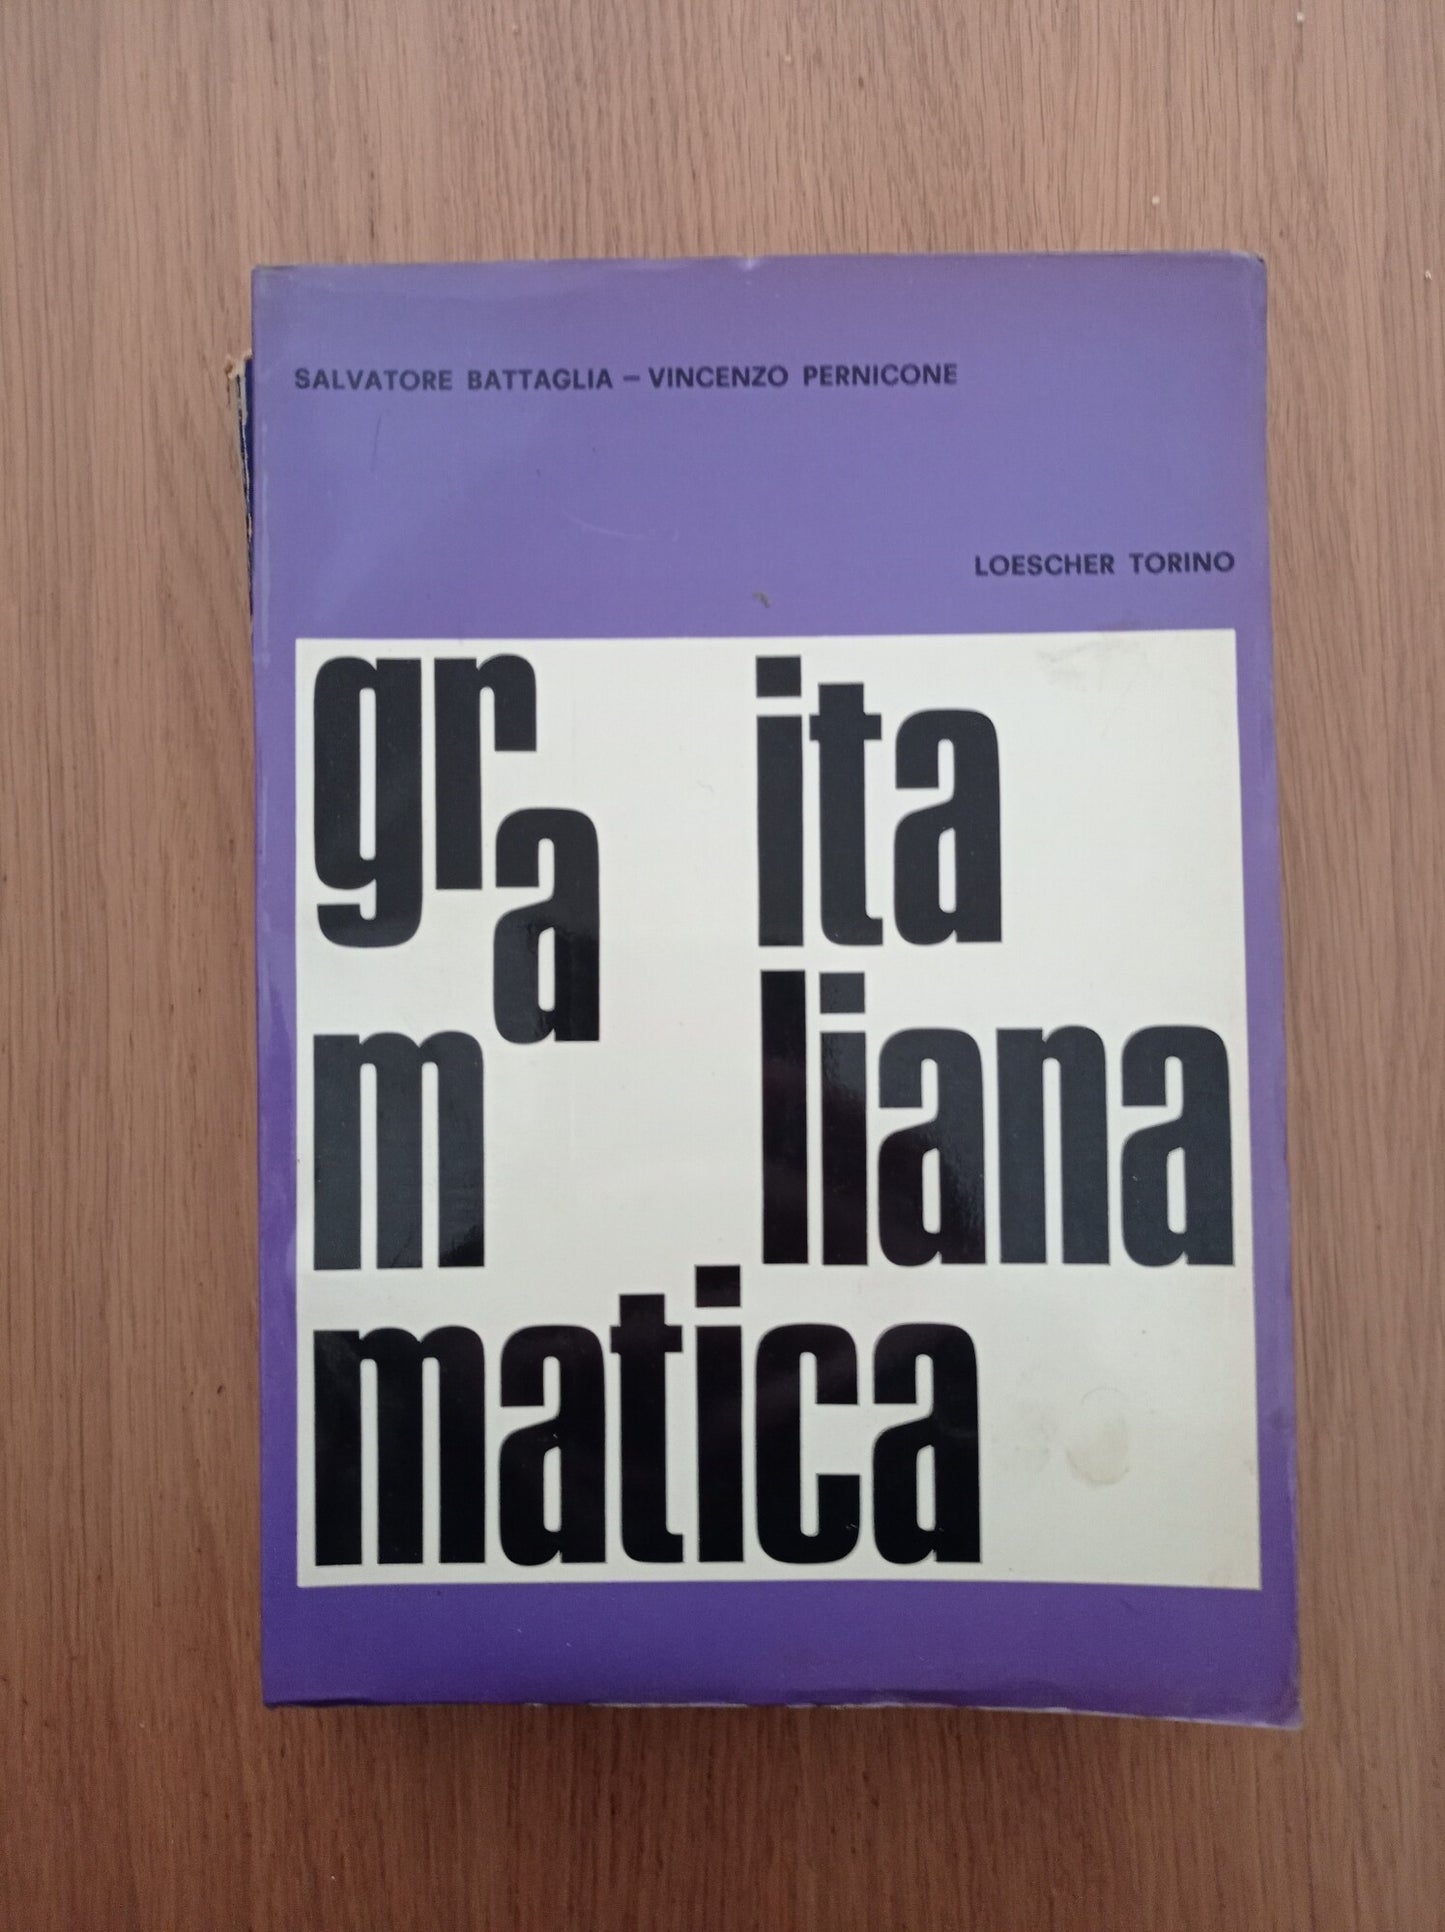 SALVATORE BATTAGLIA – VINCENZO PERNICONE
LOESCHER TORINO
gr
a
m
matica
ita
liana